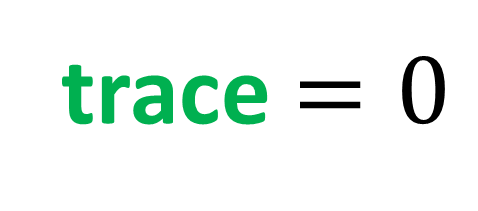 trace = 0